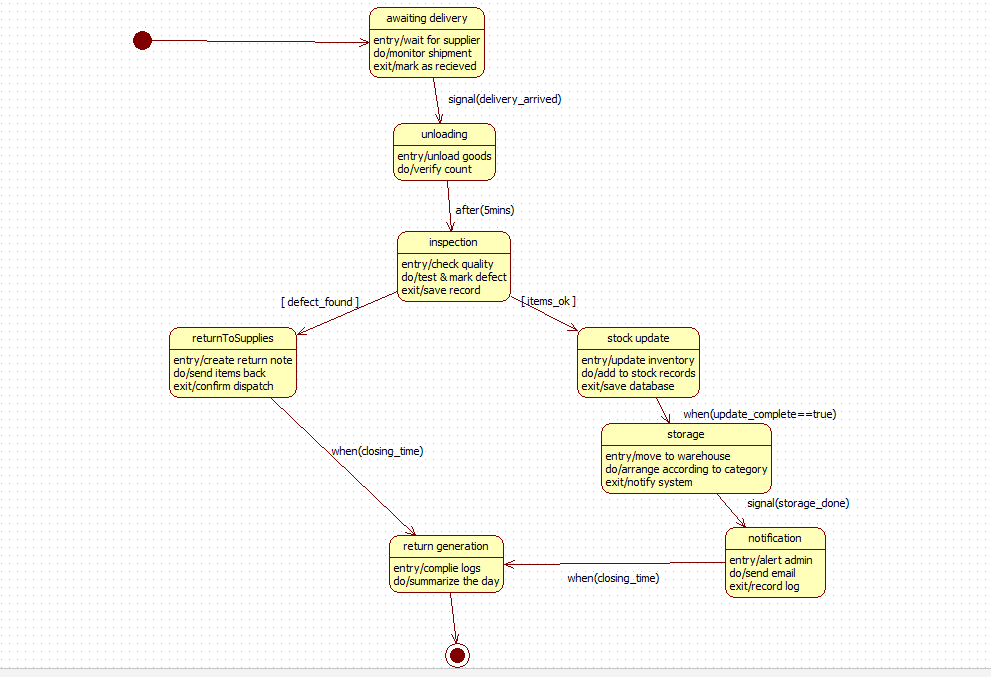 awaiting delivery
entry/wait for supplier
do/monitor shipment
exit/mark as recieved
signal(delivery_arrived)
unloading
entry/unload goods
do/verify count
after(5mins)
inspection
entry/check quality
do/test & mark defect
exit/save record
[ defect_found ]
[ items_ok ]
returnToSupplies
entry/create return note
do/send items back
exit/confirm dispatch
stock update
entry/update inventory
do/add to stock records
exit/save database
when(update_complete==true)
storage
entry/move to warehouse
do/arrange according to category
exit/notify system
when(closing_time)
signal(storage_done)
return generation
entry/complie logs
do/summarize the day
notification
entry/alert admin
do/send email
exit/record log
when(closing_time)